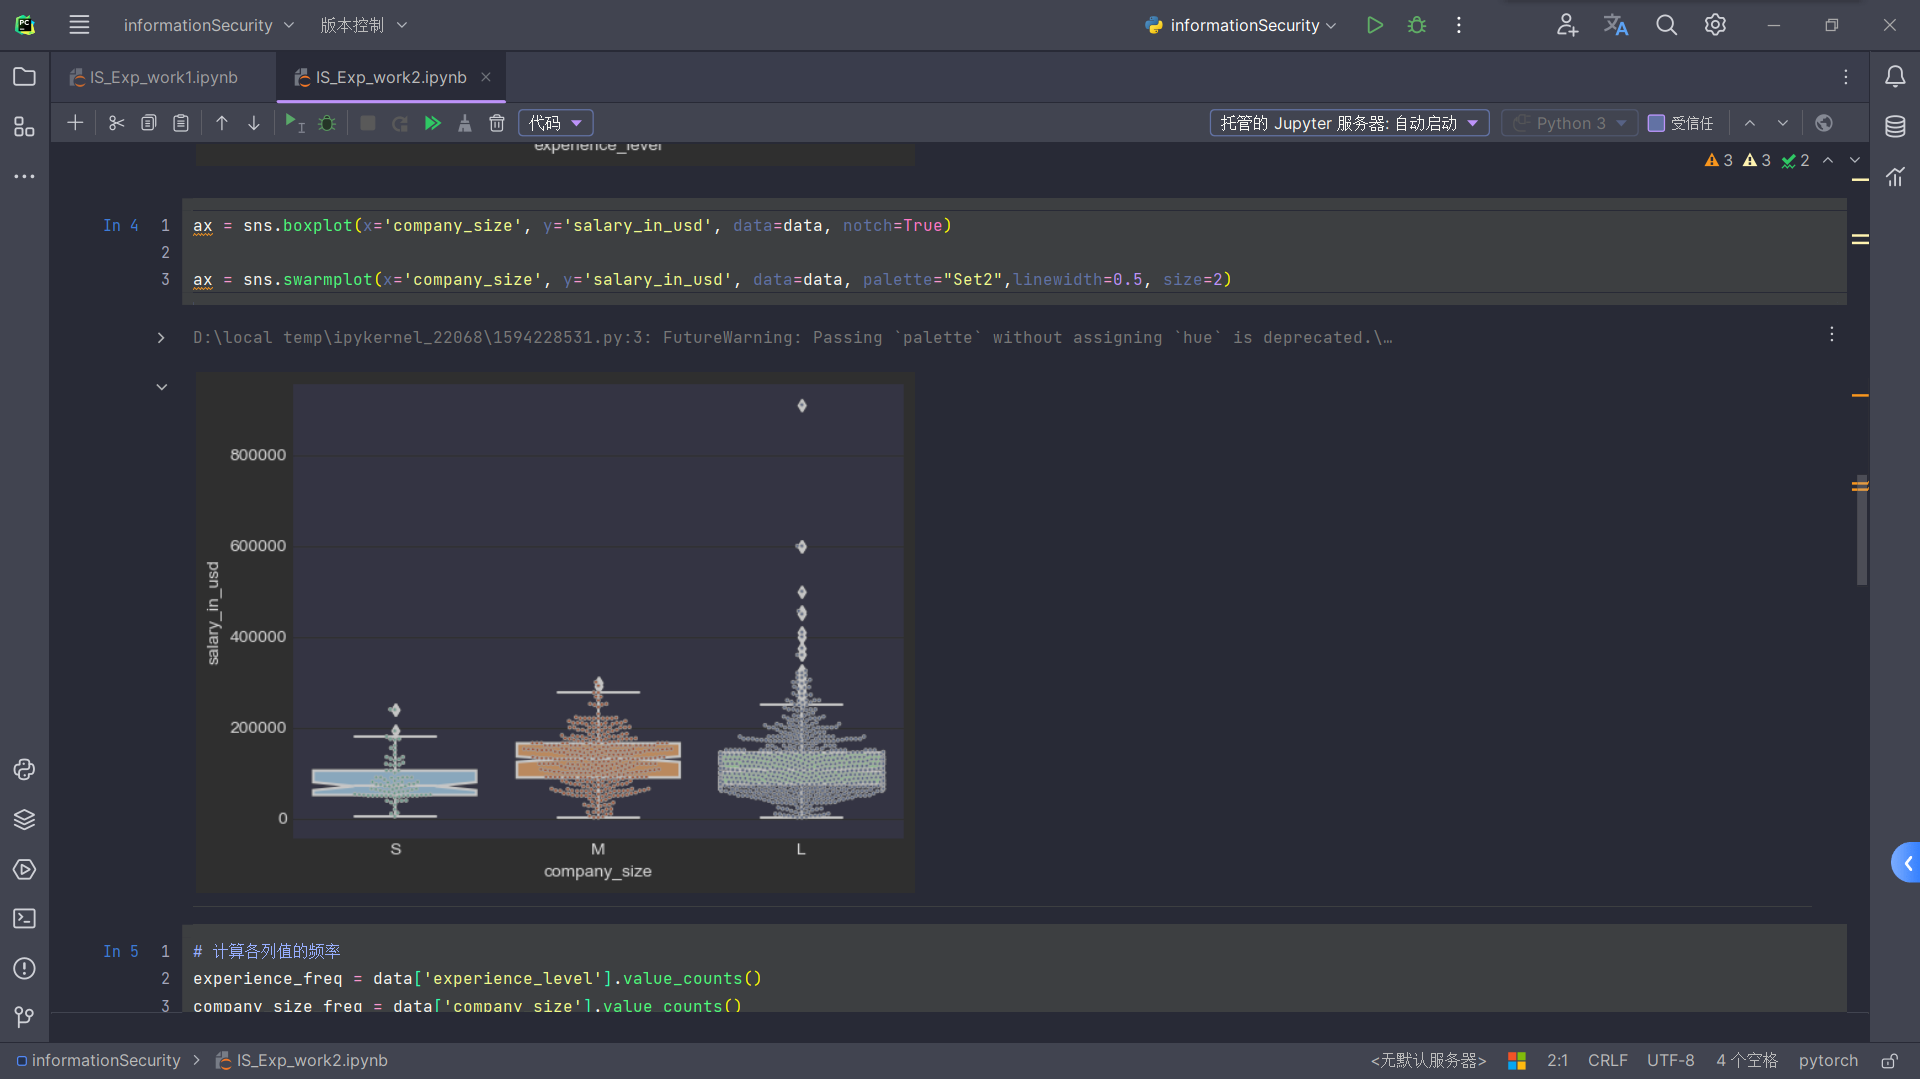 informationSecurity
版本控制
informationSecurity
IS_Exp_work1.ipynb
IS_Exp_work2.ipynb
代码
托管的 Jupyter 服务器: 自动启动
Python 3
受信任
experience_level
3 3 2
In 4
1 ax = sns.boxplot(x='company_size', y='salary_in_usd', data=data, notch=True)
2
3 ax = sns.swarmplot(x='company_size', y='salary_in_usd', data=data, palette="Set2",linewidth=0.5, size=2)
D:\local temp\ipykernel_22068\1594228531.py:3: FutureWarning: Passing `palette` without assigning `hue` is deprecated.\…
800000
600000
400000
200000
0
salary_in_usd
S M L
company_size
In 5
1 # 计算各列值的频率
2 experience_freq = data['experience_level'].value_counts()
3 company_size_freq = data['company_size'].value_counts()
informationSecurity > IS_Exp_work2.ipynb
<无默认服务器>
2:1 CRLF UTF-8 4 个空格 pytorch